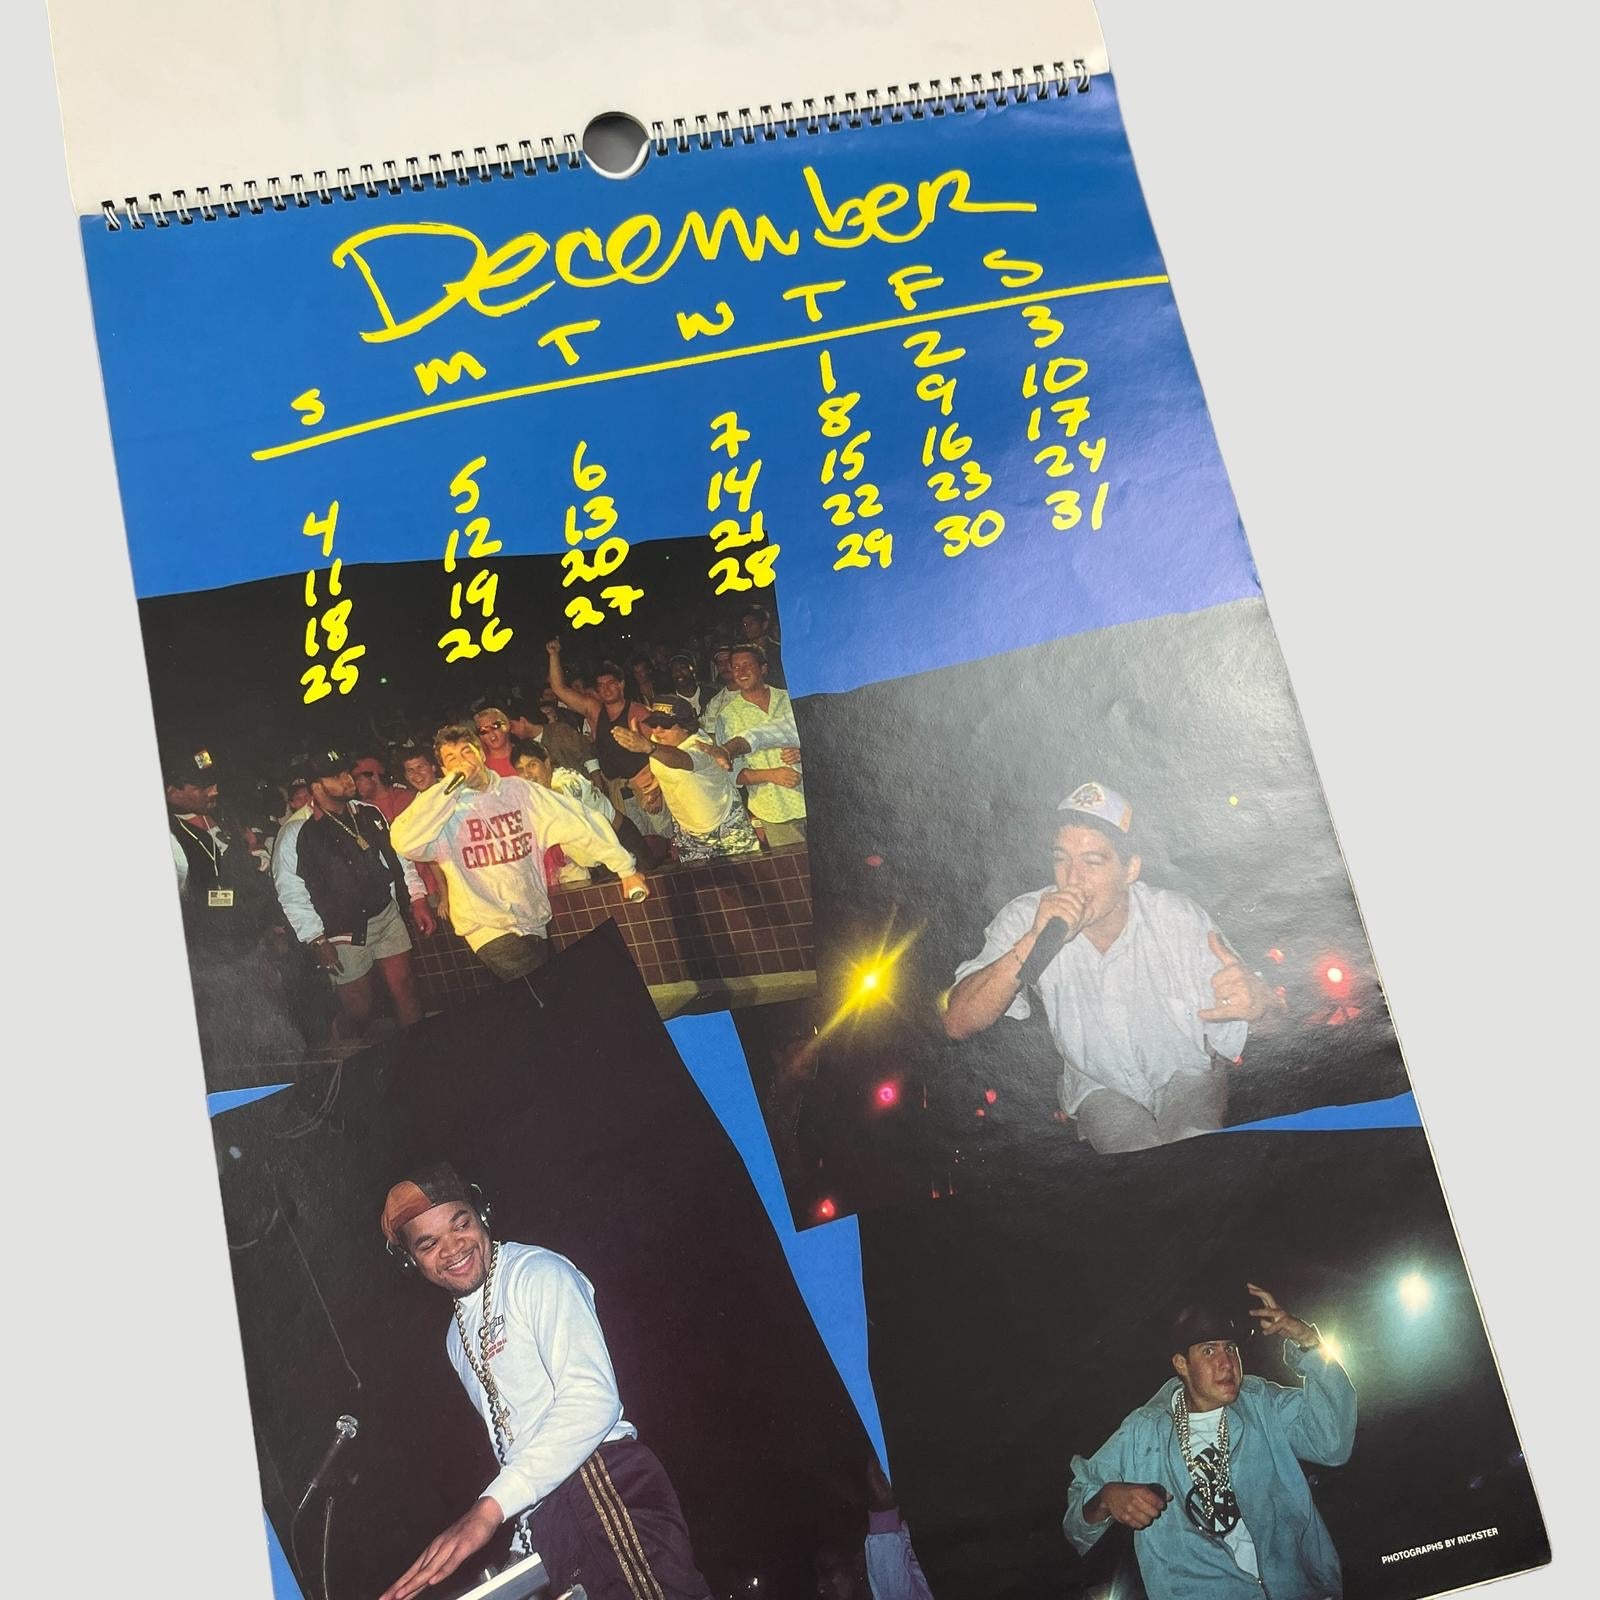 December
S M T W T F S
1 2 3
4 5 6 7 8 9 10
11 12 13 14 15 16 17
18 19 20 21 22 23 24
25 26 27 28 29 30 31
BATES
COLLEGE
PHOTOGRAPHS BY RICKSTER